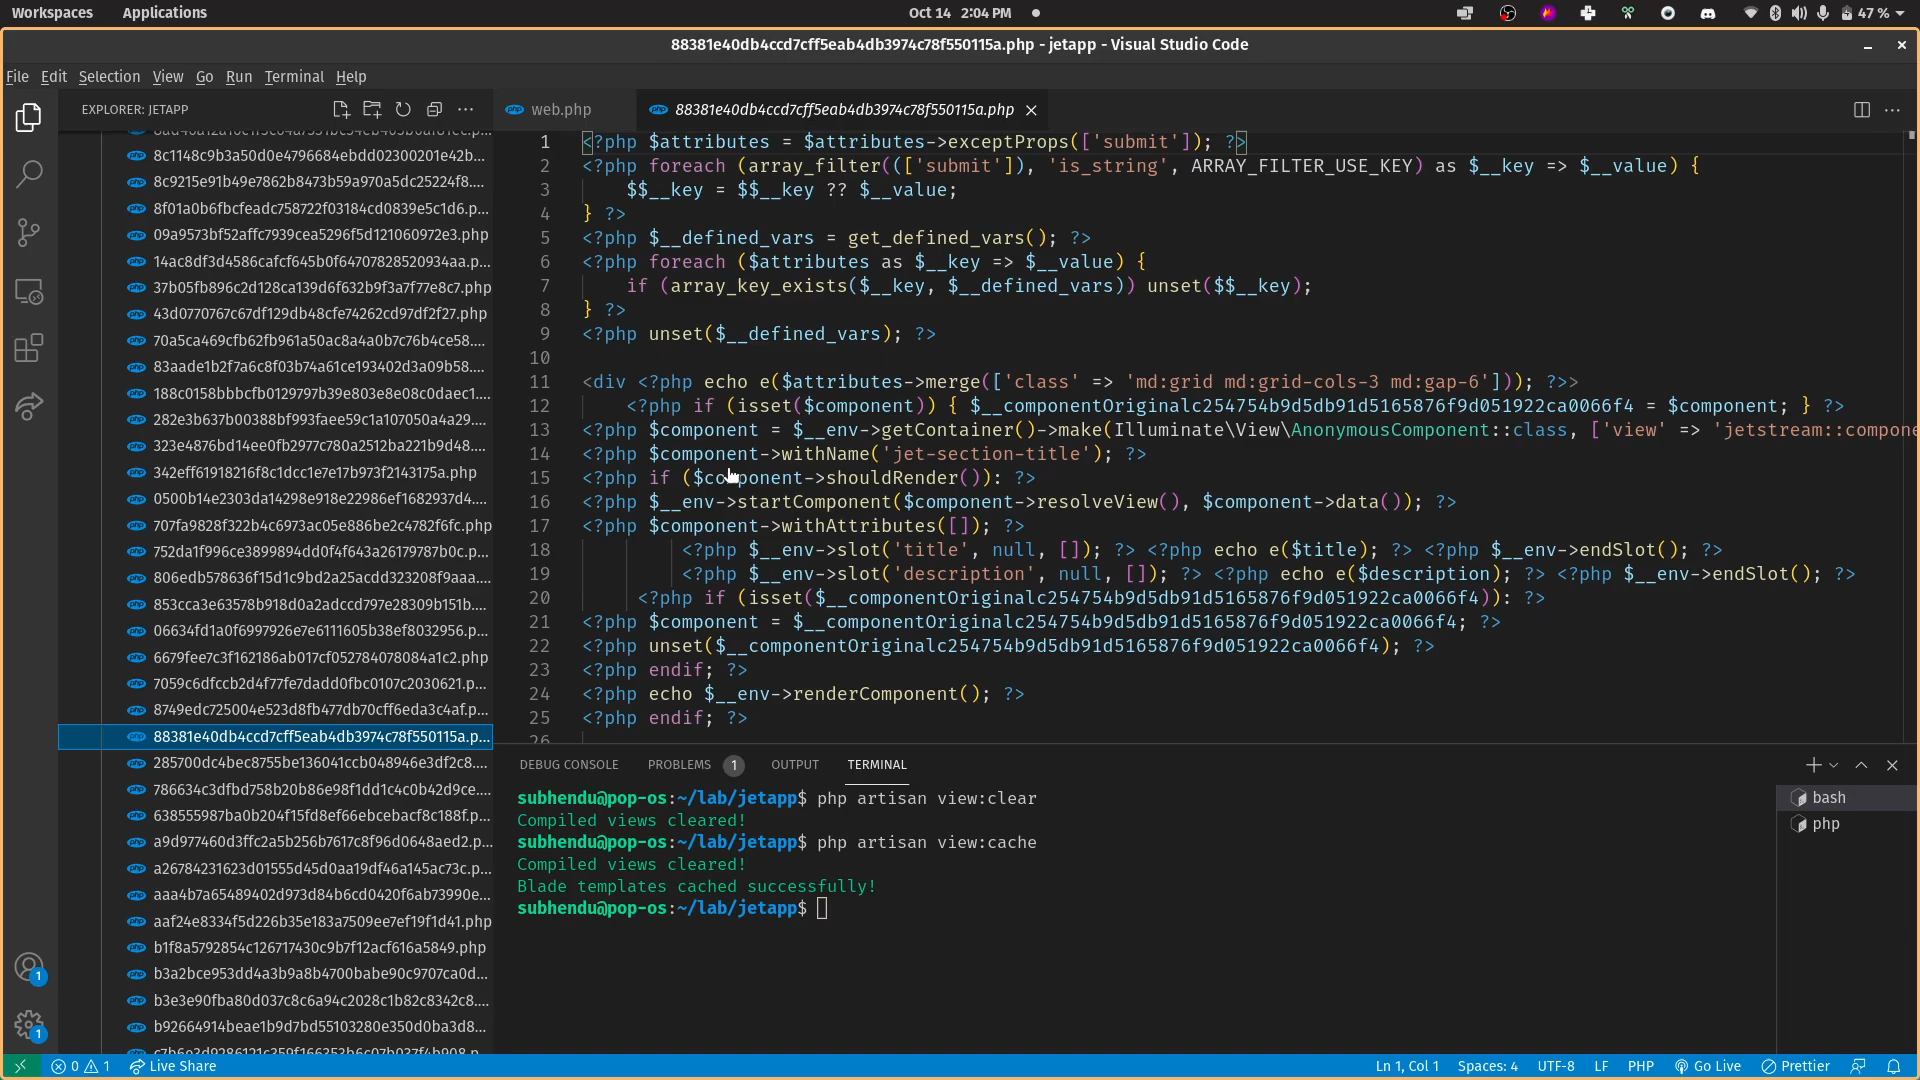 Workspaces Applications Oct 14 2:04 PM 47 %
88381e40db4ccd7cff5eab4db3974c78f550115a.php - jetapp - Visual Studio Code
File Edit Selection View Go Run Terminal Help
EXPLORER: JETAPP
web.php 88381e40db4ccd7cff5eab4db3974c78f550115a.php
8c1148c9b3a50d0e4796684ebdd02300201e42b...
8c9215e91b49e7862b8473b59a970a5dc25224f8....
8f01a0b6fbcfeadc758722f03184cd0839e5c1d6.p...
09a9573bf52affc7939cea5296f5d121060972e3.php
14ac8df3d4586cafcf645b0f64707828520934aa.p...
37b05fb896c2d128ca139d6f632b9f3a7f77e8c7.php
43d0770767c67df129db48cfe74262cd97df2f27.php
70a5ca469cfb62fb961a50ac8a4a0b7c76b4ce58....
83aade1b2f7a6c8f03b74a61ce193402d3a09b58....
188c0158bbbcfb0129797b39e803e8e08c0daec1....
282e3b637b00388bf993faee59c1a107050a4a29....
323e4876bd14ee0fb2977c780a2512ba221b9d48....
342eff61918216f8c1dcc1e7e17b973f2143175a.php
0500b14e2303da14298e918e22986ef1682937d4....
707fa9828f322b4c6973ac05e886be2c4782f6fc.php
752da1f996ce3899894dd0f4f643a26179787b0c.p...
806edb578636f15d1c9bd2a25acdd323208f9aaa....
853cca3e63578b918d0a2adccd797e28309b151b....
06634fd1a0f6997926e7e6111605b38ef8032956.p...
6679fee7c3f162186ab017cf052784078084a1c2.php
7059c6dfccb2d4f77fe7dadd0fbc0107c2030621.p...
8749edc725004e523d8fb477db70cff6eda3c4af.p...
88381e40db4ccd7cff5eab4db3974c78f550115a.p...
285700dc4bec8755be136041ccb048946e3df2c8....
786634c3dfbd758b20b86e98f1dd1c4c0b42d9ce....
638555987ba0b204f15fd8ef66ebcebacf8c188f.p...
a9d977460d3ffc2a5b256b7617c8f96d0648aed2.p...
a26784231623d01555d45d0aa19df46a145ac73c.p...
aaa4b7a65489402d973d84b6cd0420f6ab73990e...
aaf24e8334f5d226b35e183a7509ee7ef19f1d41.php
b1f8a5792854c126717430c9b7f12acf616a5849.php
b3a2bce953dd4a3b9a8b4700babe90c9707ca0d...
b3e3e90fba80d037c8c6a94c2028c1b82c8342c8....
b92664914beae1b9d7bd55103280e350d0ba3d8...
1 <?php $attributes = $attributes->exceptProps(['submit']); ?>
2 <?php foreach (array_filter((['submit']), 'is_string', ARRAY_FILTER_USE_KEY) as $__key => $__value) {
3 $$__key = $$__key ?? $__value;
4 } ?>
5 <?php $__defined_vars = get_defined_vars(); ?>
6 <?php foreach ($attributes as $__key => $__value) {
7 if (array_key_exists($__key, $__defined_vars)) unset($$__key);
8 } ?>
9 <?php unset($__defined_vars); ?>
10
11 <div <?php echo e($attributes->merge(['class' => 'md:grid md:grid-cols-3 md:gap-6'])); ?>>
12 <?php if (isset($component)) { $__componentOriginalc254754b9d5db91d5165876f9d051922ca0066f4 = $component; } ?>
13 <?php $component = $__env->getContainer()->make(Illuminate\View\AnonymousComponent::class, ['view' => 'jetstream::compone
14 <?php $component->withName('jet-section-title'); ?>
15 <?php if ($component->shouldRender()): ?>
16 <?php $__env->startComponent($component->resolveView(), $component->data()); ?>
17 <?php $component->withAttributes([]); ?>
18 <?php $__env->slot('title', null, []); ?> <?php echo e($title); ?> <?php $__env->endSlot(); ?>
19 <?php $__env->slot('description', null, []); ?> <?php echo e($description); ?> <?php $__env->endSlot(); ?>
20 <?php if (isset($__componentOriginalc254754b9d5db91d5165876f9d051922ca0066f4)): ?>
21 <?php $component = $__componentOriginalc254754b9d5db91d5165876f9d051922ca0066f4; ?>
22 <?php unset($__componentOriginalc254754b9d5db91d5165876f9d051922ca0066f4); ?>
23 <?php endif; ?>
24 <?php echo $__env->renderComponent(); ?>
25 <?php endif; ?>
26
DEBUG CONSOLE PROBLEMS 1 OUTPUT TERMINAL
subhendu@pop-os:~/lab/jetapp$ php artisan view:clear
Compiled views cleared!
subhendu@pop-os:~/lab/jetapp$ php artisan view:cache
Compiled views cleared!
Blade templates cached successfully!
subhendu@pop-os:~/lab/jetapp$
bash
php
1
1
0 1 Live Share Ln 1, Col 1 Spaces: 4 UTF-8 LF PHP Go Live Prettier